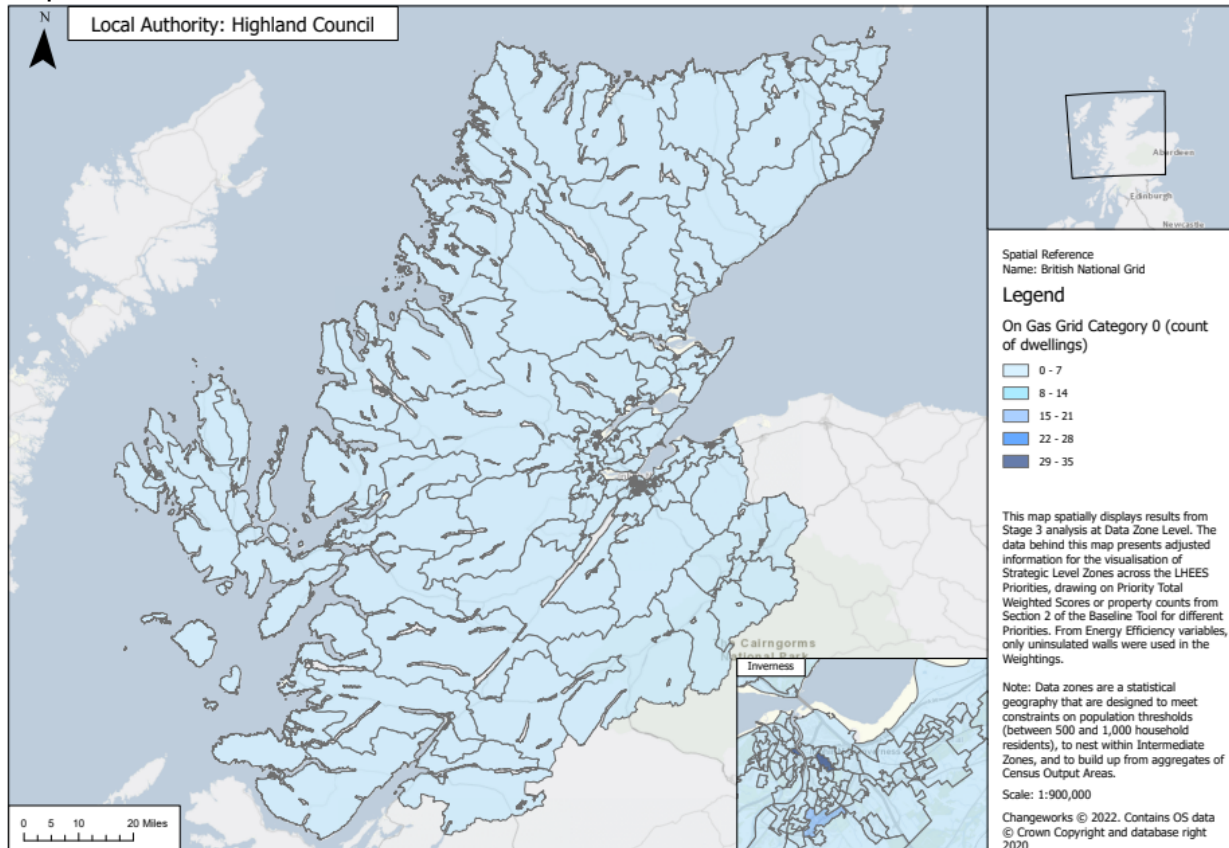 N
Local Authority: Highland Council
Aberdeen
Edinburgh
Newcastle
Spatial Reference
Name: British National Grid
Legend
On Gas Grid Category 0 (count
of dwellings)
0 - 7
8 - 14
15 - 21
22 - 28
29 - 35
This map spatially displays results from
Stage 3 analysis at Data Zone Level. The
data behind this map presents adjusted
information for the visualisation of
Strategic Level Zones across the LHEES
Priorities, drawing on Priority Total
Weighted Scores or property counts from
Section 2 of the Baseline Tool for different
Priorities. From Energy Efficiency variables,
only uninsulated walls were used in the
Weightings.
Note: Data zones are a statistical
geography that are designed to meet
constraints on population thresholds
(between 500 and 1,000 household
residents), to nest within Intermediate
Zones, and to build up from aggregates of
Census Output Areas.
Scale: 1:900,000
Changeworks © 2022. Contains OS data
© Crown Copyright and database right
2020
Cairngorms
National Park
Inverness
0 5 10 20 Miles